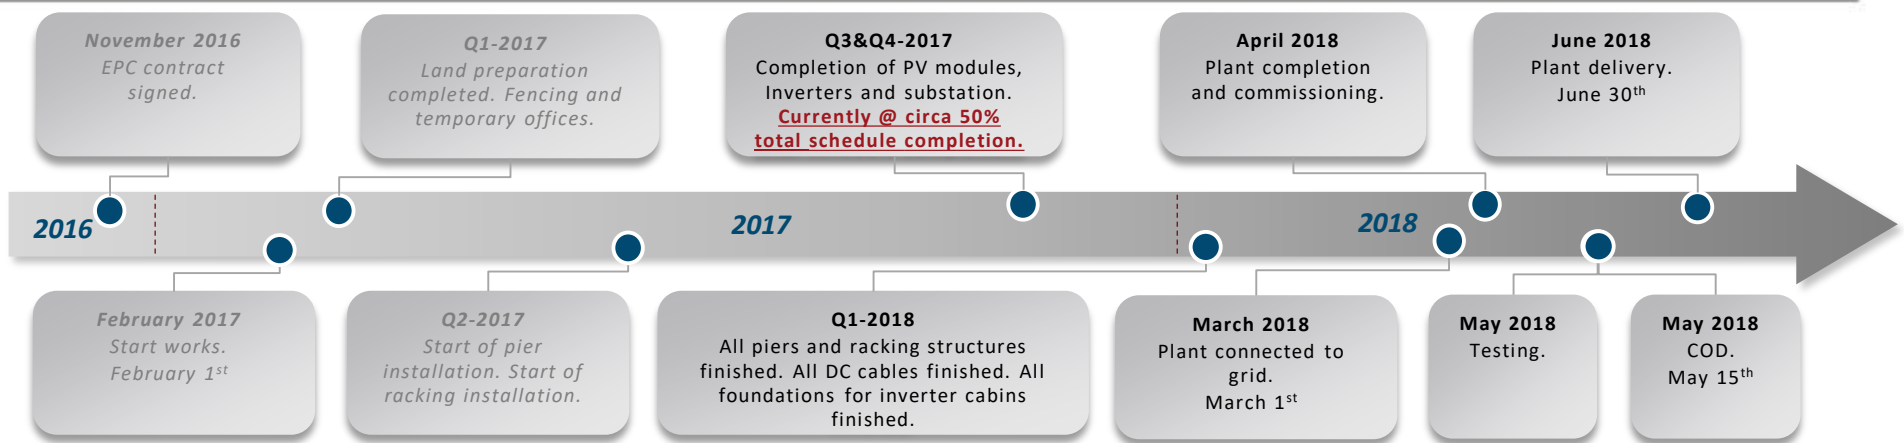 November 2016
EPC contract
signed.
Q1-2017
Land preparation
completed. Fencing and
temporary offices.
Q3&Q4-2017
Completion of PV modules,
Inverters and substation.
Currently @ circa 50%
total schedule completion.
April 2018
Plant completion
and commissioning.
June 2018
Plant delivery.
June 30th
2016
2017
2018
February 2017
Start works.
February 1st
Q2-2017
Start of pier
installation. Start of
racking installation.
Q1-2018
All piers and racking structures
finished. All DC cables finished. All
foundations for inverter cabins
finished.
March 2018
Plant connected to
grid.
March 1st
May 2018
Testing.
May 2018
COD.
May 15th